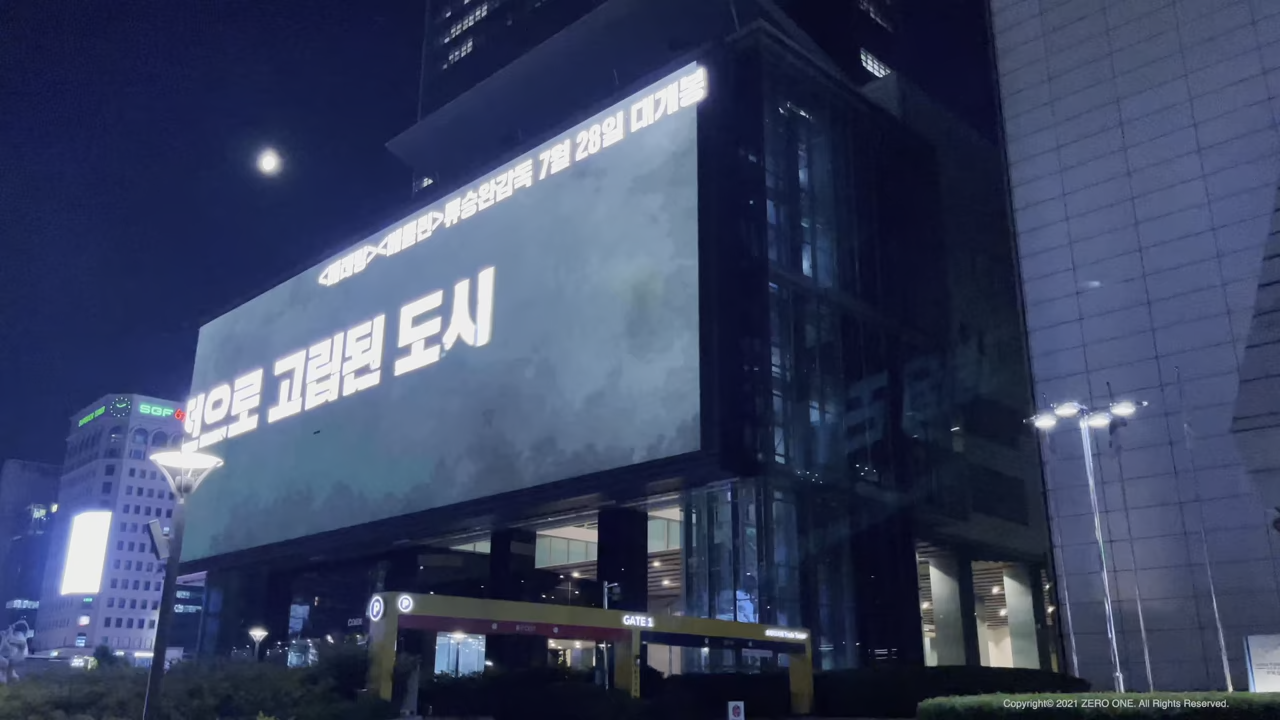 <베테랑><베를린>류승완감독 7월 28일 대개봉
으로 고립된 도시
SGF
P
P
GATE 1
Copyright© 2021 ZERO ONE. All Rights Reserved.